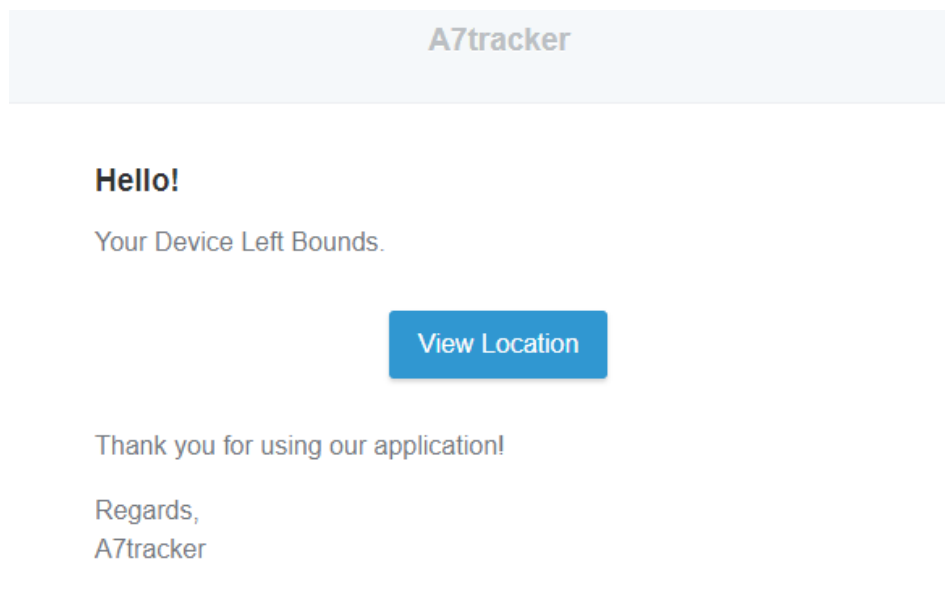 A7tracker
Hello!
Your Device Left Bounds.
View Location
Thank you for using our application!
Regards,
A7tracker